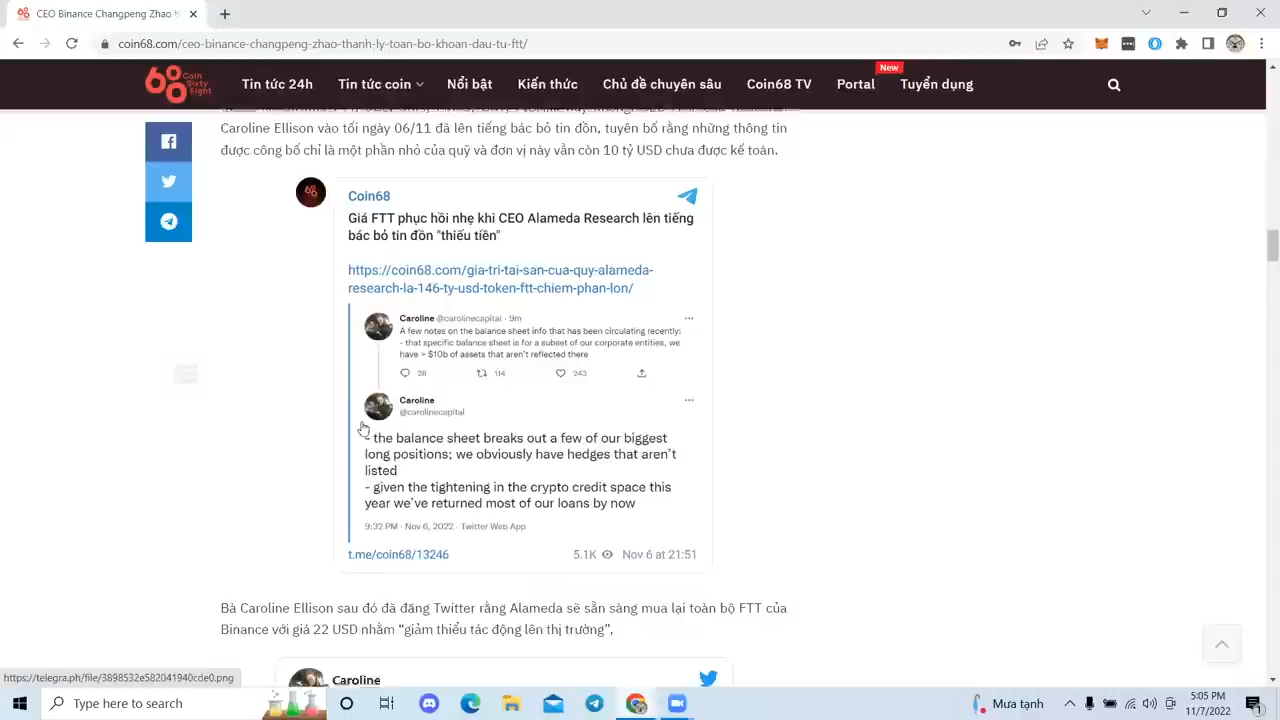 CEO Binance Changpeng Zhao
coin68.com/ceo-binance-changpeng-zhao-thanh-ly-toan-bo-khoan-dau-tu-ftt/
68 Coin Sixty Eight
Tin tức 24h
Tin tức coin
Nổi bật
Kiến thức
Chủ đề chuyên sâu
Coin68 TV
Portal
New
Tuyển dụng
Caroline Ellison vào tối ngày 06/11 đã lên tiếng bác bỏ tin đồn, tuyên bố rằng những thông tin
được công bố chỉ là một phần nhỏ của quỹ và đơn vị này vẫn còn 10 tỷ USD chưa được kế toán.
Coin68
Giá FTT phục hồi nhẹ khi CEO Alameda Research lên tiếng
bác bỏ tin đồn "thiếu tiền"
https://coin68.com/gia-tri-tai-san-cua-quy-alameda-
research-la-146-ty-usd-token-ftt-chiem-phan-lon/
Caroline @carolinecapital · 9m
A few notes on the balance sheet info that has been circulating recently:
- that specific balance sheet is for a subset of our corporate entities, we
have > $10b of assets that aren't reflected there
28 114 243
Caroline
@carolinecapital
- the balance sheet breaks out a few of our biggest
long positions; we obviously have hedges that aren't
listed
- given the tightening in the crypto credit space this
year we've returned most of our loans by now
9:32 PM · Nov 6, 2022 · Twitter Web App
t.me/coin68/13246 5.1K Nov 6 at 21:51
Bà Caroline Ellison sau đó đã đăng Twitter rằng Alameda sẽ sẵn sàng mua lại toàn bộ FTT của
Binance với giá 22 USD nhằm “giảm thiểu tác động lên thị trường”,
Caroline
https://telegra.ph/file/3898532e582041940cde0.png
Type here to search
Mưa tạnh
5:05 PM
11/7/2022